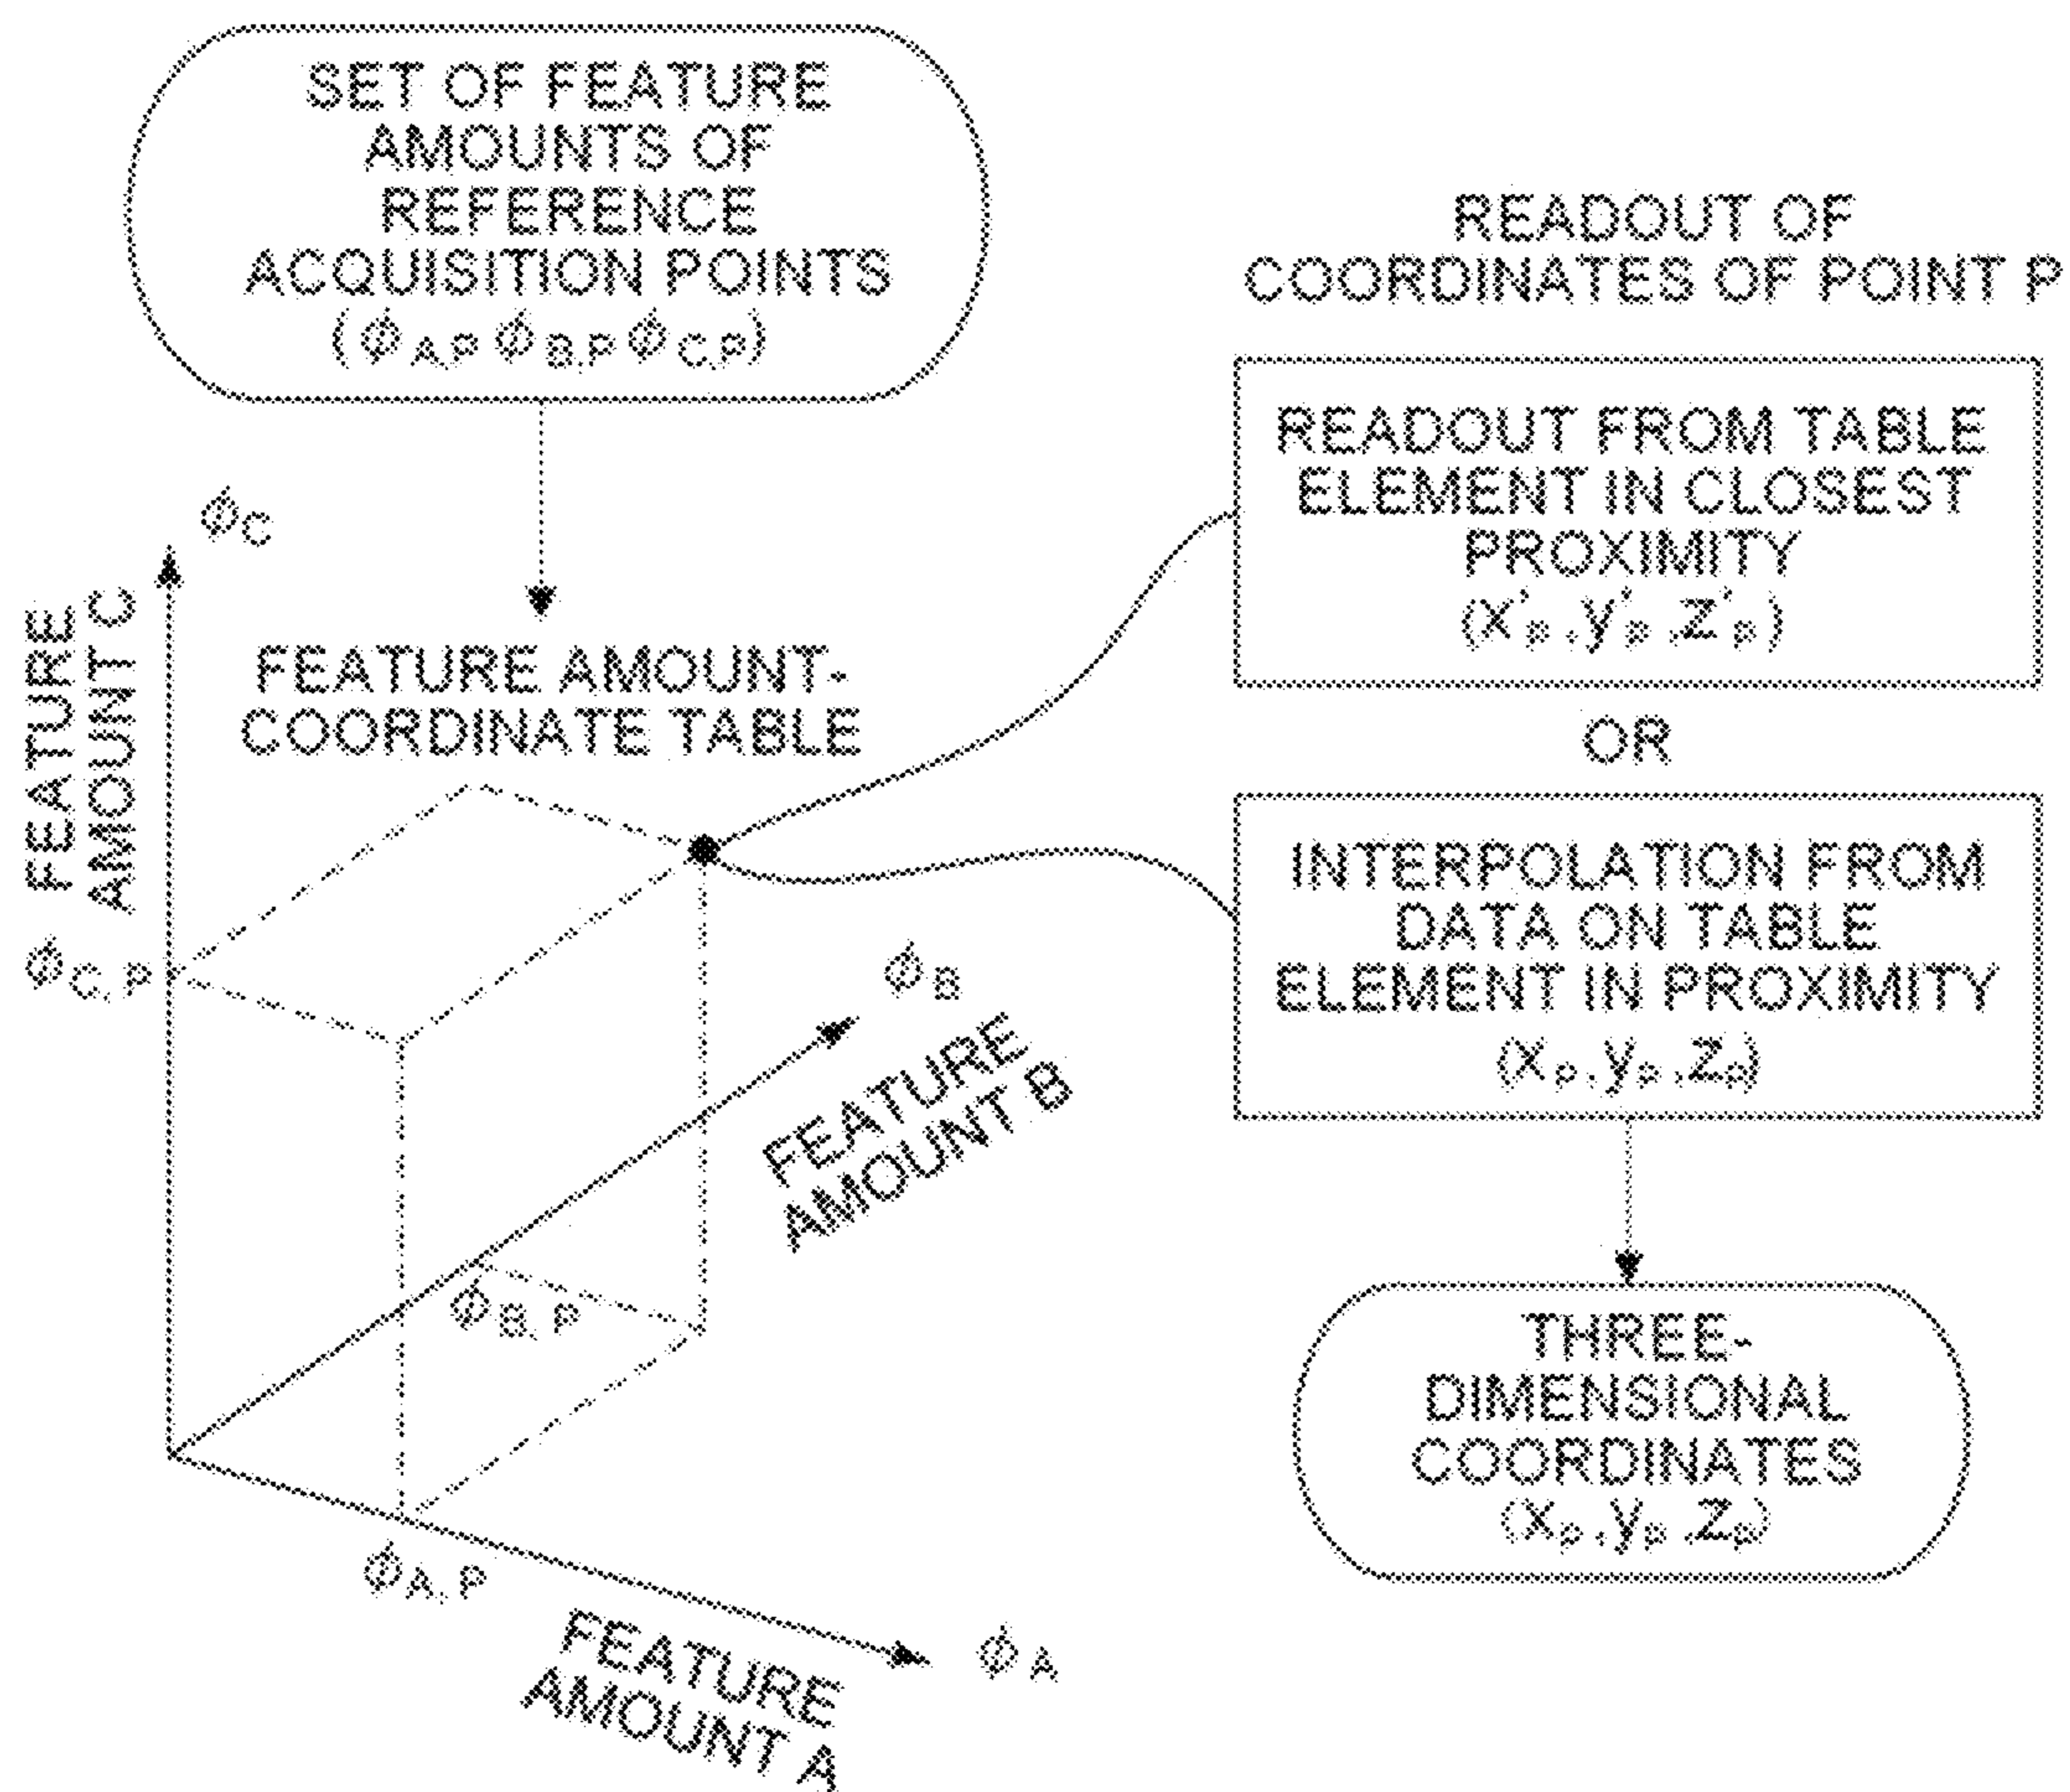 SET OF FEATURE
AMOUNTS OF
REFERENCE
ACQUISITION POINTS
(ϕA,P ϕB,P ϕC,P)
READOUT OF
COORDINATES OF POINT P
READOUT FROM TABLE
ELEMENT IN CLOSEST
PROXIMITY
(x'p,y'p,z'p)
OR
INTERPOLATION FROM
DATA ON TABLE
ELEMENT IN PROXIMITY
(xp,yp,zp)
THREE-
DIMENSIONAL
COORDINATES
(xp,yp,zp)
FEATURE AMOUNT-
COORDINATE TABLE
ϕC
FEATURE
AMOUNT C
ϕC,P
ϕB
FEATURE
AMOUNT B
ϕB,P
ϕA,P
ϕA
FEATURE
AMOUNT A